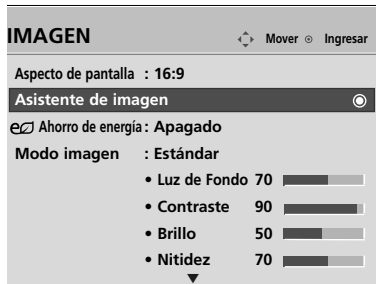 IMAGEN Mover Ingresar
Aspecto de pantalla : 16:9
Asistente de imagen
Ahorro de energía : Apagado
Modo imagen : Estándar
• Luz de Fondo 70
• Contraste 90
• Brillo 50
• Nitidez 70